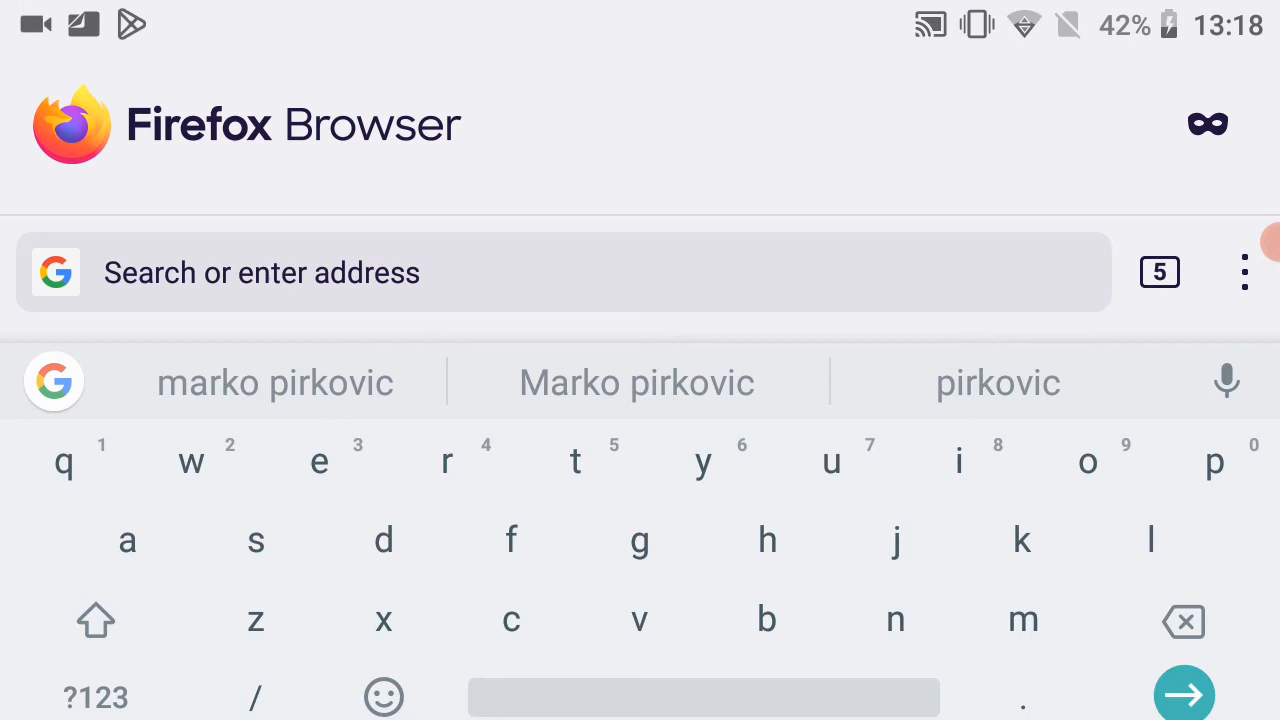 42% 13:18
Firefox Browser
Search or enter address 5
marko pirkovic Marko pirkovic pirkovic
q 1 w 2 e 3 r 4 t 5 y 6 u 7 i 8 o 9 p 0
a s d f g h j k l
z x c v b n m
?123 / .